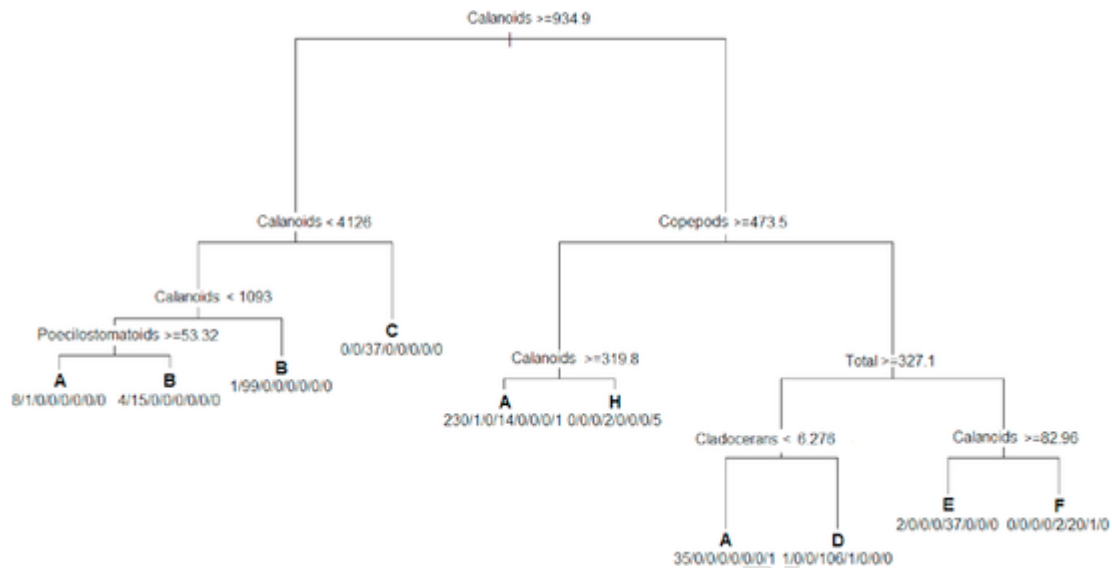 Calanoids >=934.9
Calanoids < 4126
Copepods >=473.5
Calanoids < 1093
Poecilostomatoids >=53.32
C
0/0/37/0/0/0/0/0
B
1/99/0/0/0/0/0/0
A
8/1/0/0/0/0/0/0
B
4/15/0/0/0/0/0/0
Calanoids >=319.8
Total >=327.1
A
230/1/0/14/0/0/0/1
H
0/0/0/2/0/0/0/5
Cladocerans < 6.276
Calanoids >=82.96
E
2/0/0/0/37/0/0/0
F
0/0/0/0/2/20/1/0
A
35/0/0/0/0/0/0/1
D
1/0/0/106/1/0/0/0